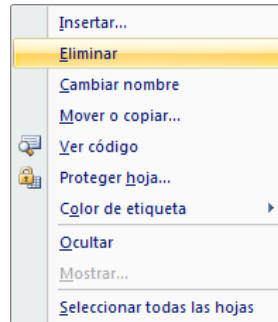 Insertar...
Eliminar
Cambiar nombre
Mover o copiar...
Ver código
Proteger hoja...
Color de etiqueta
Ocultar
Mostrar...
Seleccionar todas las hojas